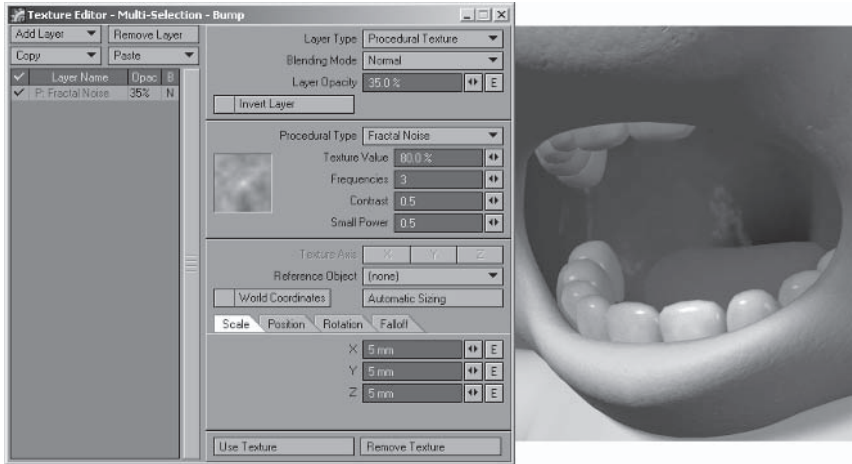 Texture Editor - Multi-Selection - Bump
Add Layer
Remove Layer
Copy
Paste
Layer Name Opac B
P: Fractal Noise 35% N
Layer Type Procedural Texture
Blending Mode Normal
Layer Opacity 35.0 % E
Invert Layer
Procedural Type Fractal Noise
Texture Value 80.0 %
Frequencies 3
Contrast 0.5
Small Power 0.5
Texture Axis X Y Z
Reference Object (none)
World Coordinates
Automatic Sizing
Scale Position Rotation Falloff
X 5 mm E
Y 5 mm E
Z 5 mm E
Use Texture
Remove Texture